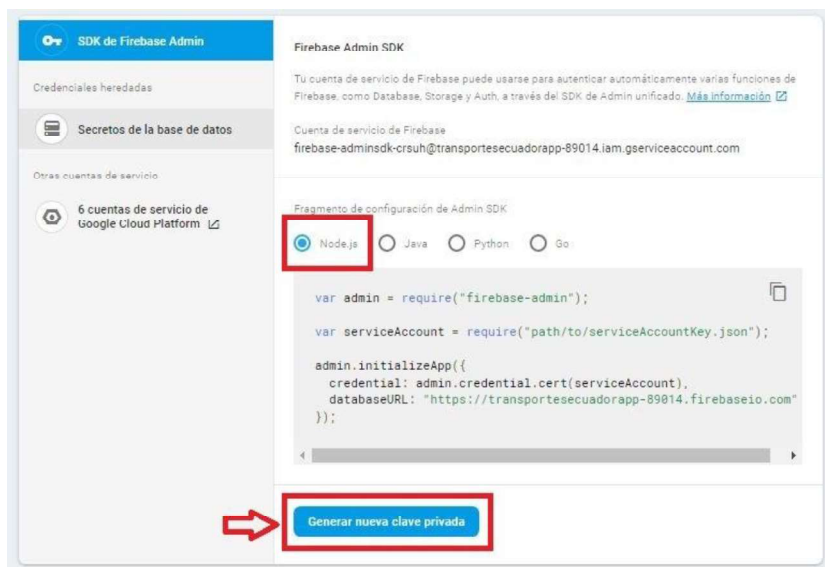 SDK de Firebase Admin
Credenciales heredadas
Secretos de la base de datos
Otras cuentas de servicio
6 cuentas de servicio de
Google Cloud Platform
Firebase Admin SDK
Tu cuenta de servicio de Firebase puede usarse para autenticar automáticamente varias funciones de
Firebase, como Database, Storage y Auth, a través del SDK de Admin unificado. Más información
Cuenta de servicio de Firebase
firebase-adminsdk-crsuh@transportesecuadorapp-89014.iam.gserviceaccount.com
Fragmento de configuración de Admin SDK
Node.js Java Python Go
var admin = require("firebase-admin");
var serviceAccount = require("path/to/serviceAccountKey.json");
admin.initializeApp({
credential: admin.credential.cert(serviceAccount),
databaseURL: "https://transportesecuadorapp-89014.firebaseio.com"
});
Generar nueva clave privada